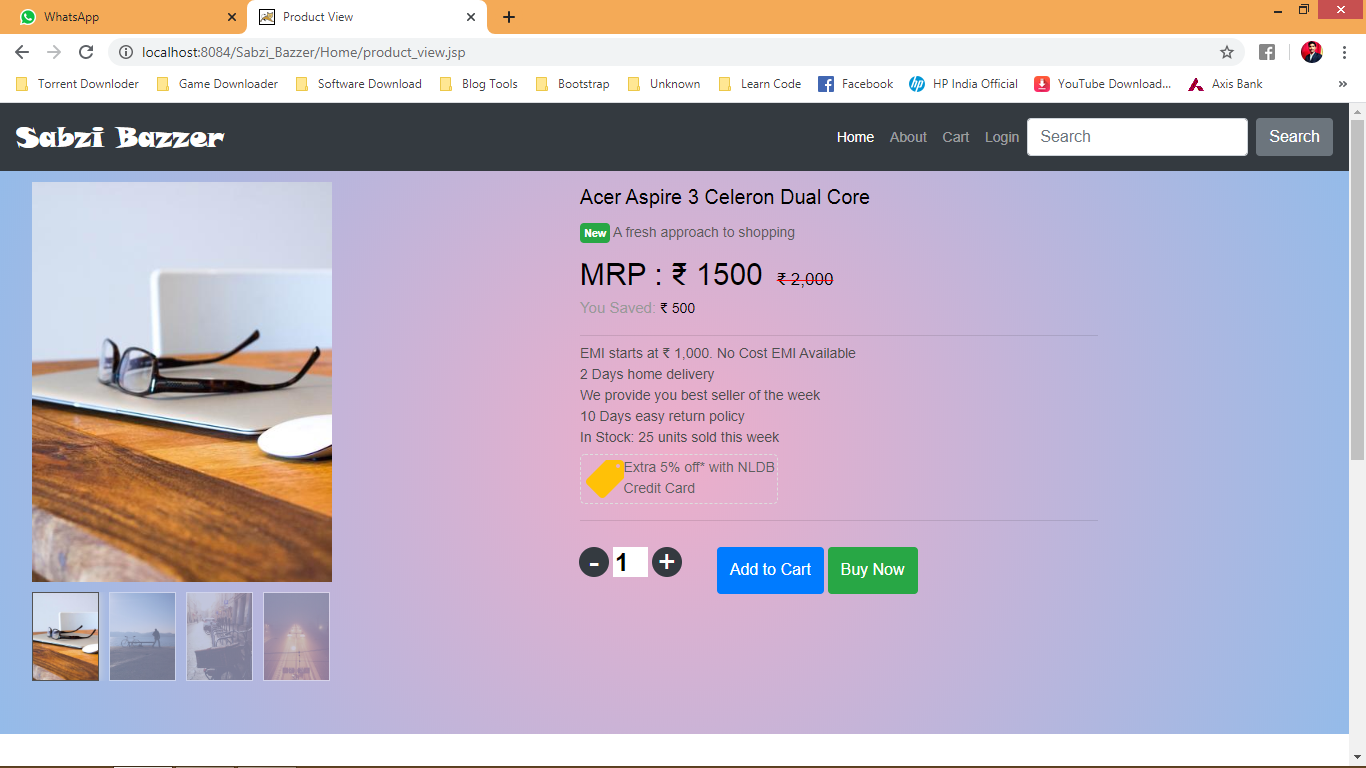 WhatsApp
Product View
localhost:8084/Sabzi_Bazzer/Home/product_view.jsp
Torrent Downloder
Game Downloader
Software Download
Blog Tools
Bootstrap
Unknown
Learn Code
Facebook
HP India Official
YouTube Download...
Axis Bank
Sabzi Bazzer
Home
About
Cart
Login
Search
Search
Acer Aspire 3 Celeron Dual Core
New A fresh approach to shopping
MRP : ₹ 1500 ₹ 2,000
You Saved: ₹ 500
EMI starts at ₹ 1,000. No Cost EMI Available
2 Days home delivery
We provide you best seller of the week
10 Days easy return policy
In Stock: 25 units sold this week
Extra 5% off* with NLDB
Credit Card
- 1 +
Add to Cart
Buy Now